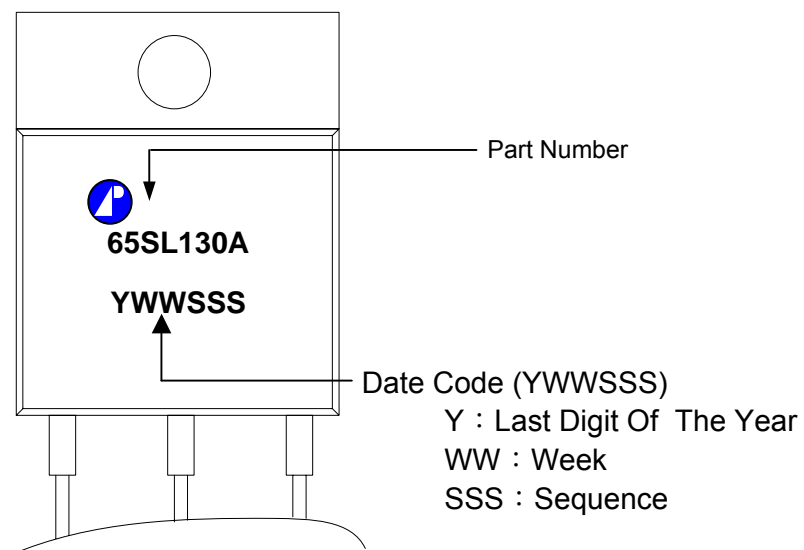 Part Number
65SL130A
YWWSSS
Date Code (YWWSSS)
Y：Last Digit Of The Year
WW：Week
SSS：Sequence